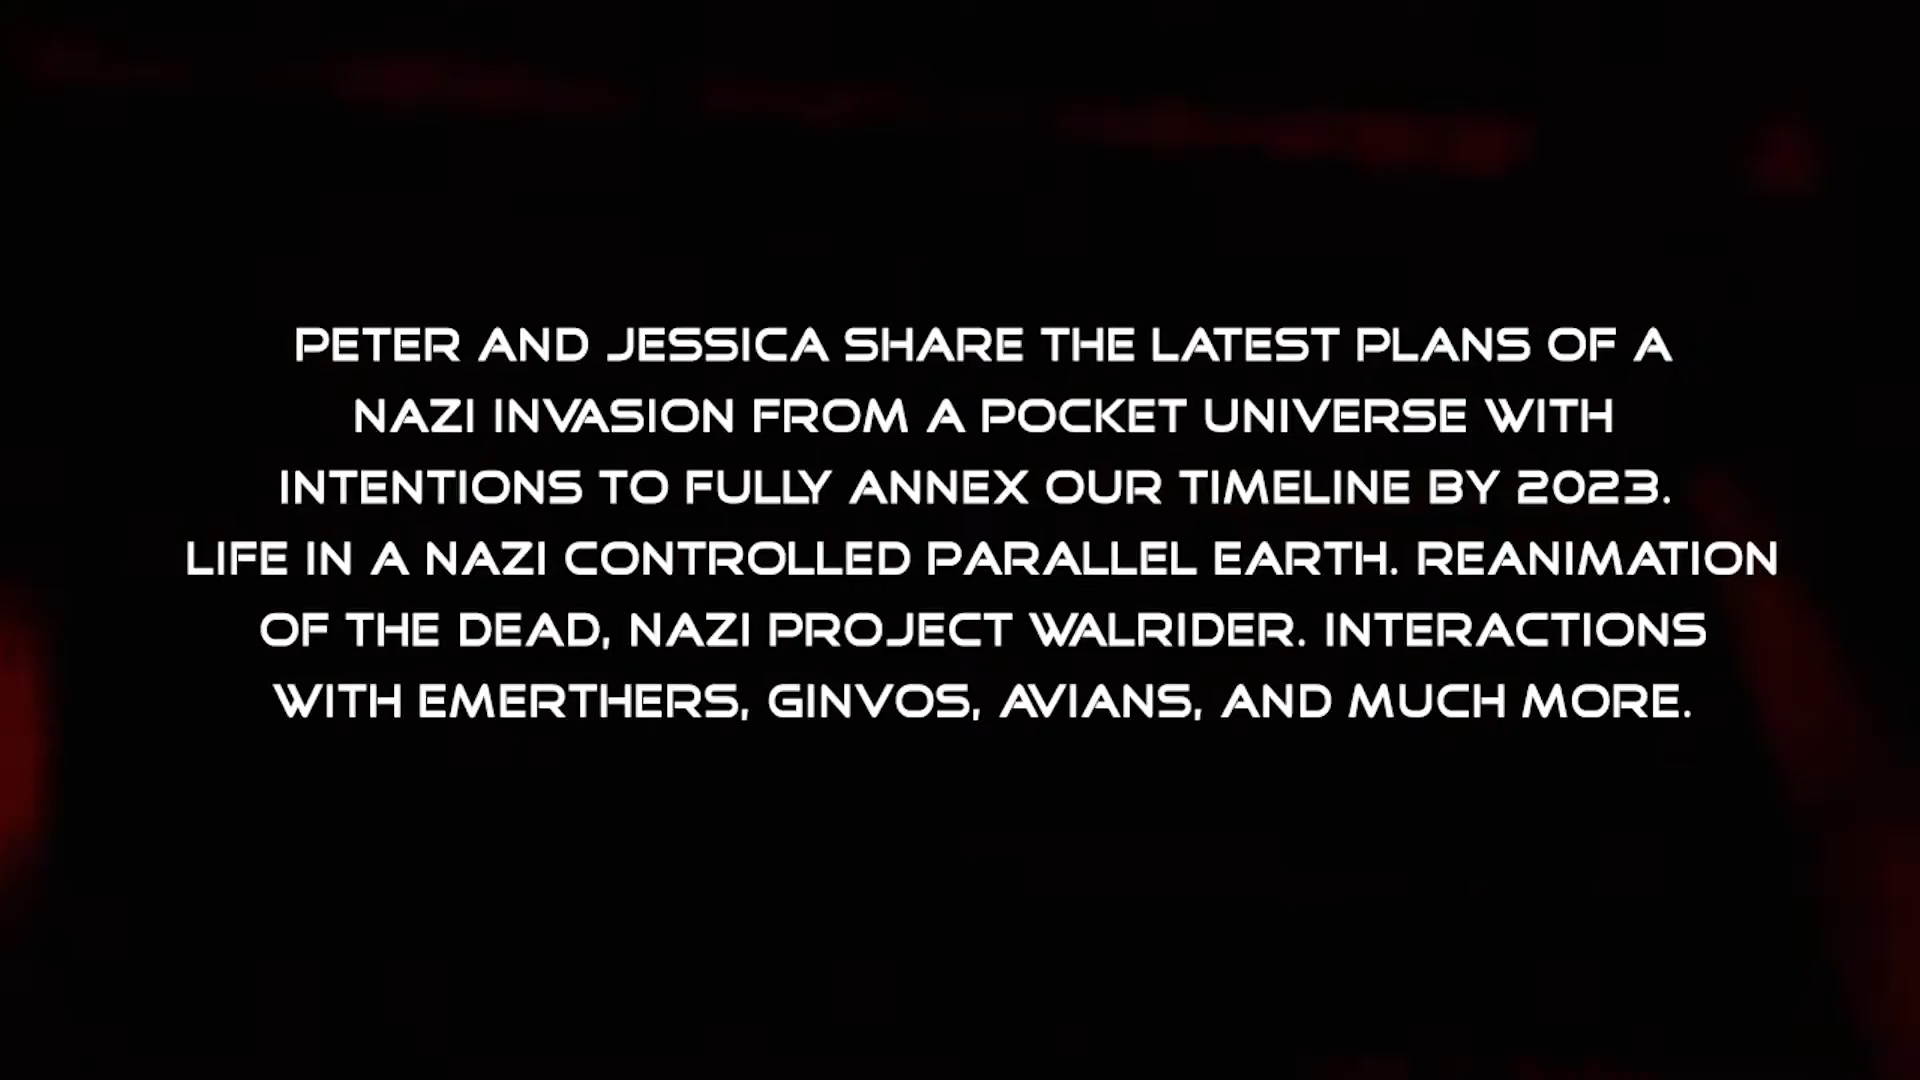 PETER AND JESSICA SHARE THE LATEST PLANS OF A
NAZI INVASION FROM A POCKET UNIVERSE WITH
INTENTIONS TO FULLY ANNEX OUR TIMELINE BY 2023.
LIFE IN A NAZI CONTROLLED PARALLEL EARTH. REANIMATION
OF THE DEAD, NAZI PROJECT WALRIDER. INTERACTIONS
WITH EMERTHERS, GINVOS, AVIANS, AND MUCH MORE.